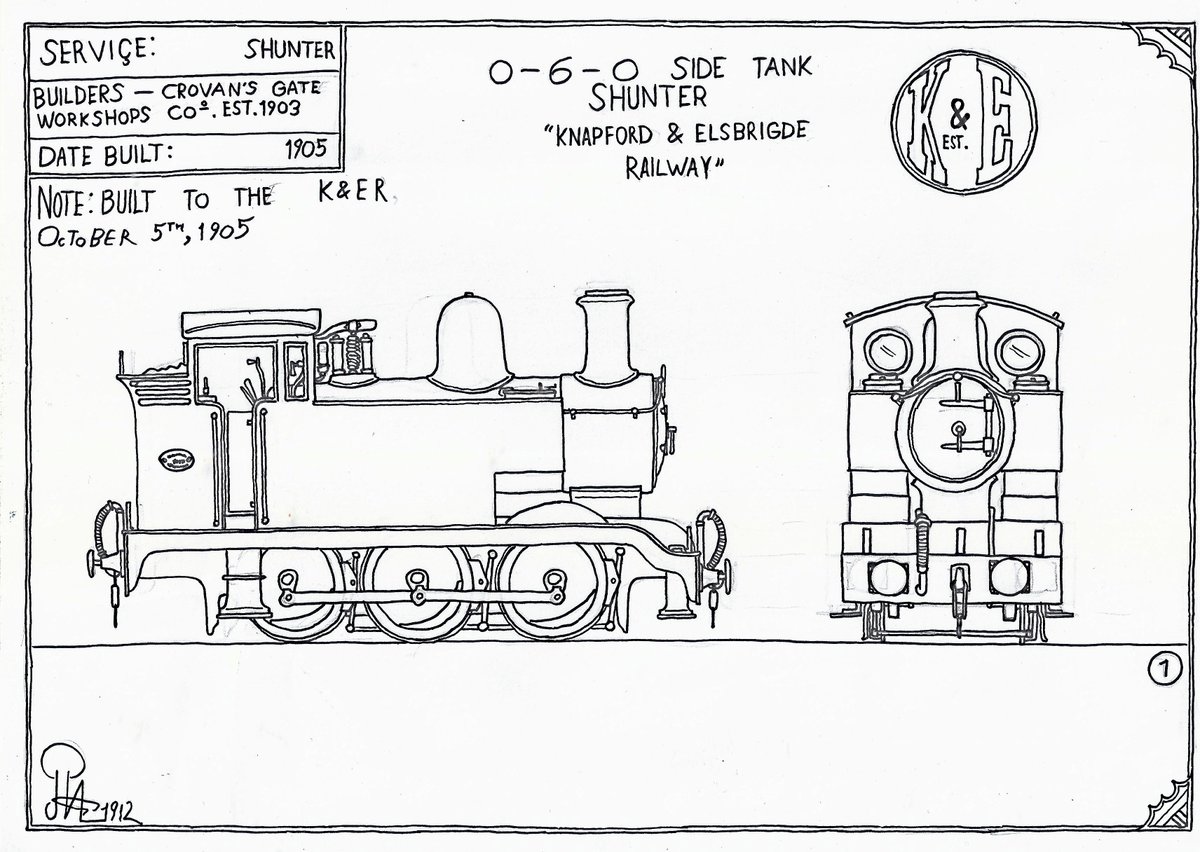 SERVICE: SHUNTER
BUILDERS — CROVAN'S GATE
WORKSHOPS Cº. EST. 1903
DATE BUILT: 1905
NOTE: BUILT TO THE K&ER.
OCTOBER 5TH, 1905
0-6-0 SIDE TANK
SHUNTER
"KNAPFORD & ELSBRIGDE
RAILWAY"
K & E
EST.
1
1912